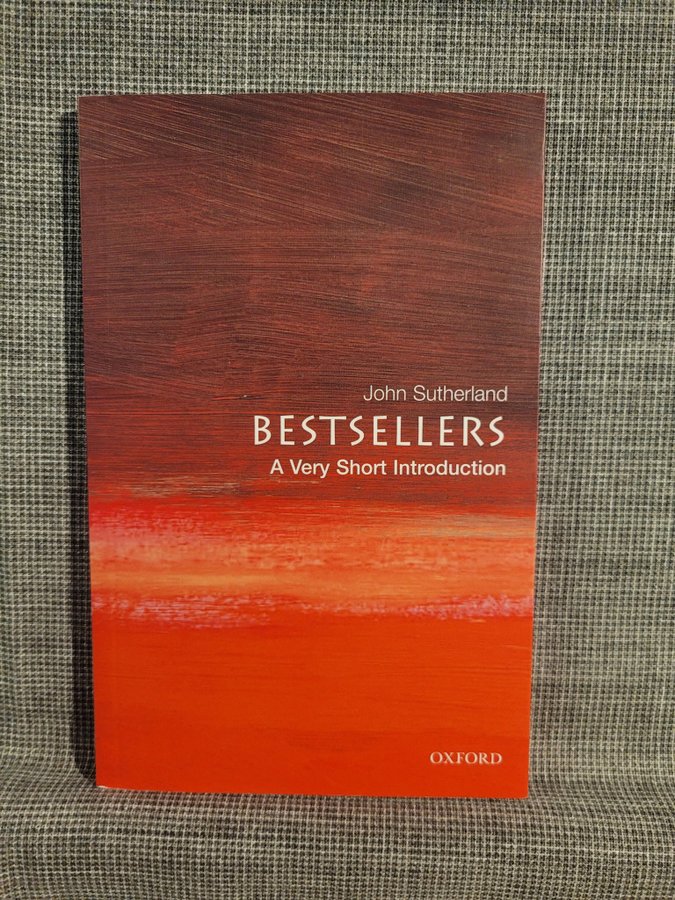 John Sutherland
BESTSELLERS
A Very Short Introduction
OXFORD